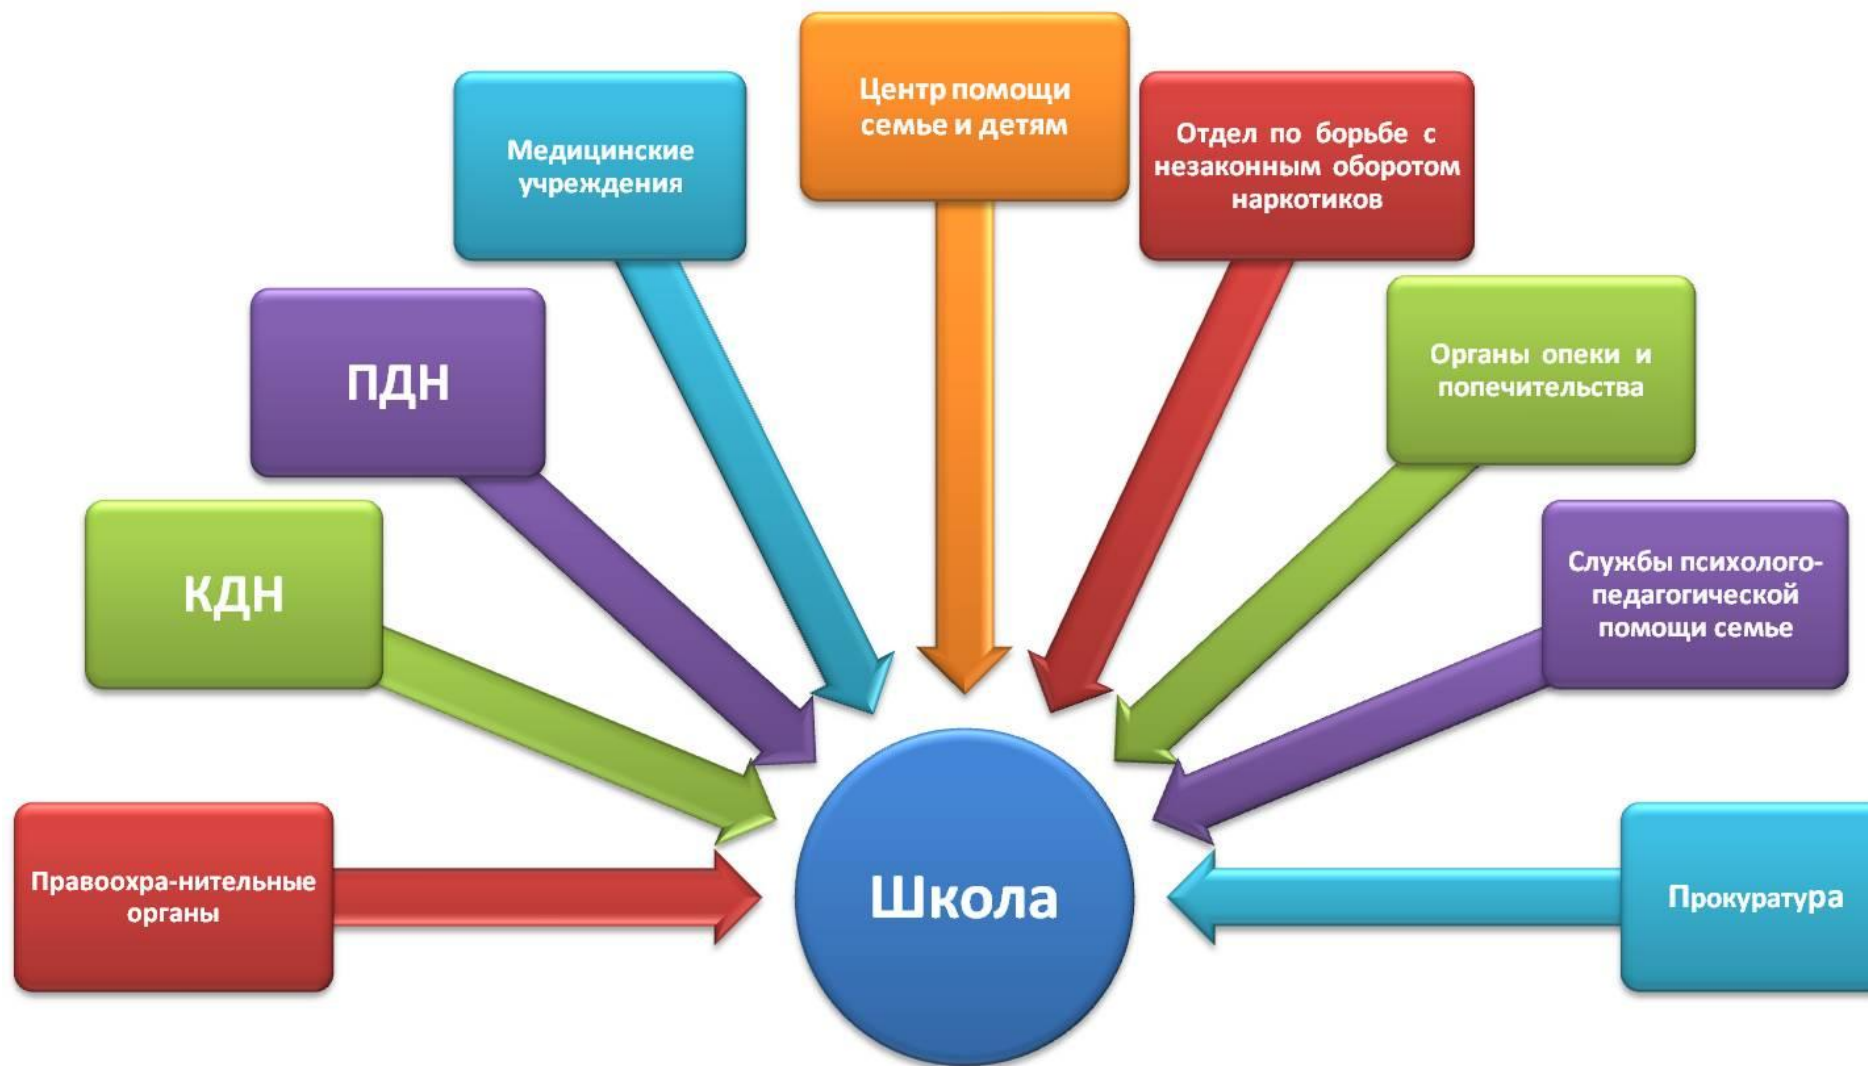 Центр помощи
семье и детям
Медицинские
учреждения
Отдел по борьбе с
незаконным оборотом
наркотиков
ПДН
Органы опеки и
попечительства
КДН
Службы психолого-
педагогической
помощи семье
Правоохра-нительные
органы
Школа
Прокуратура